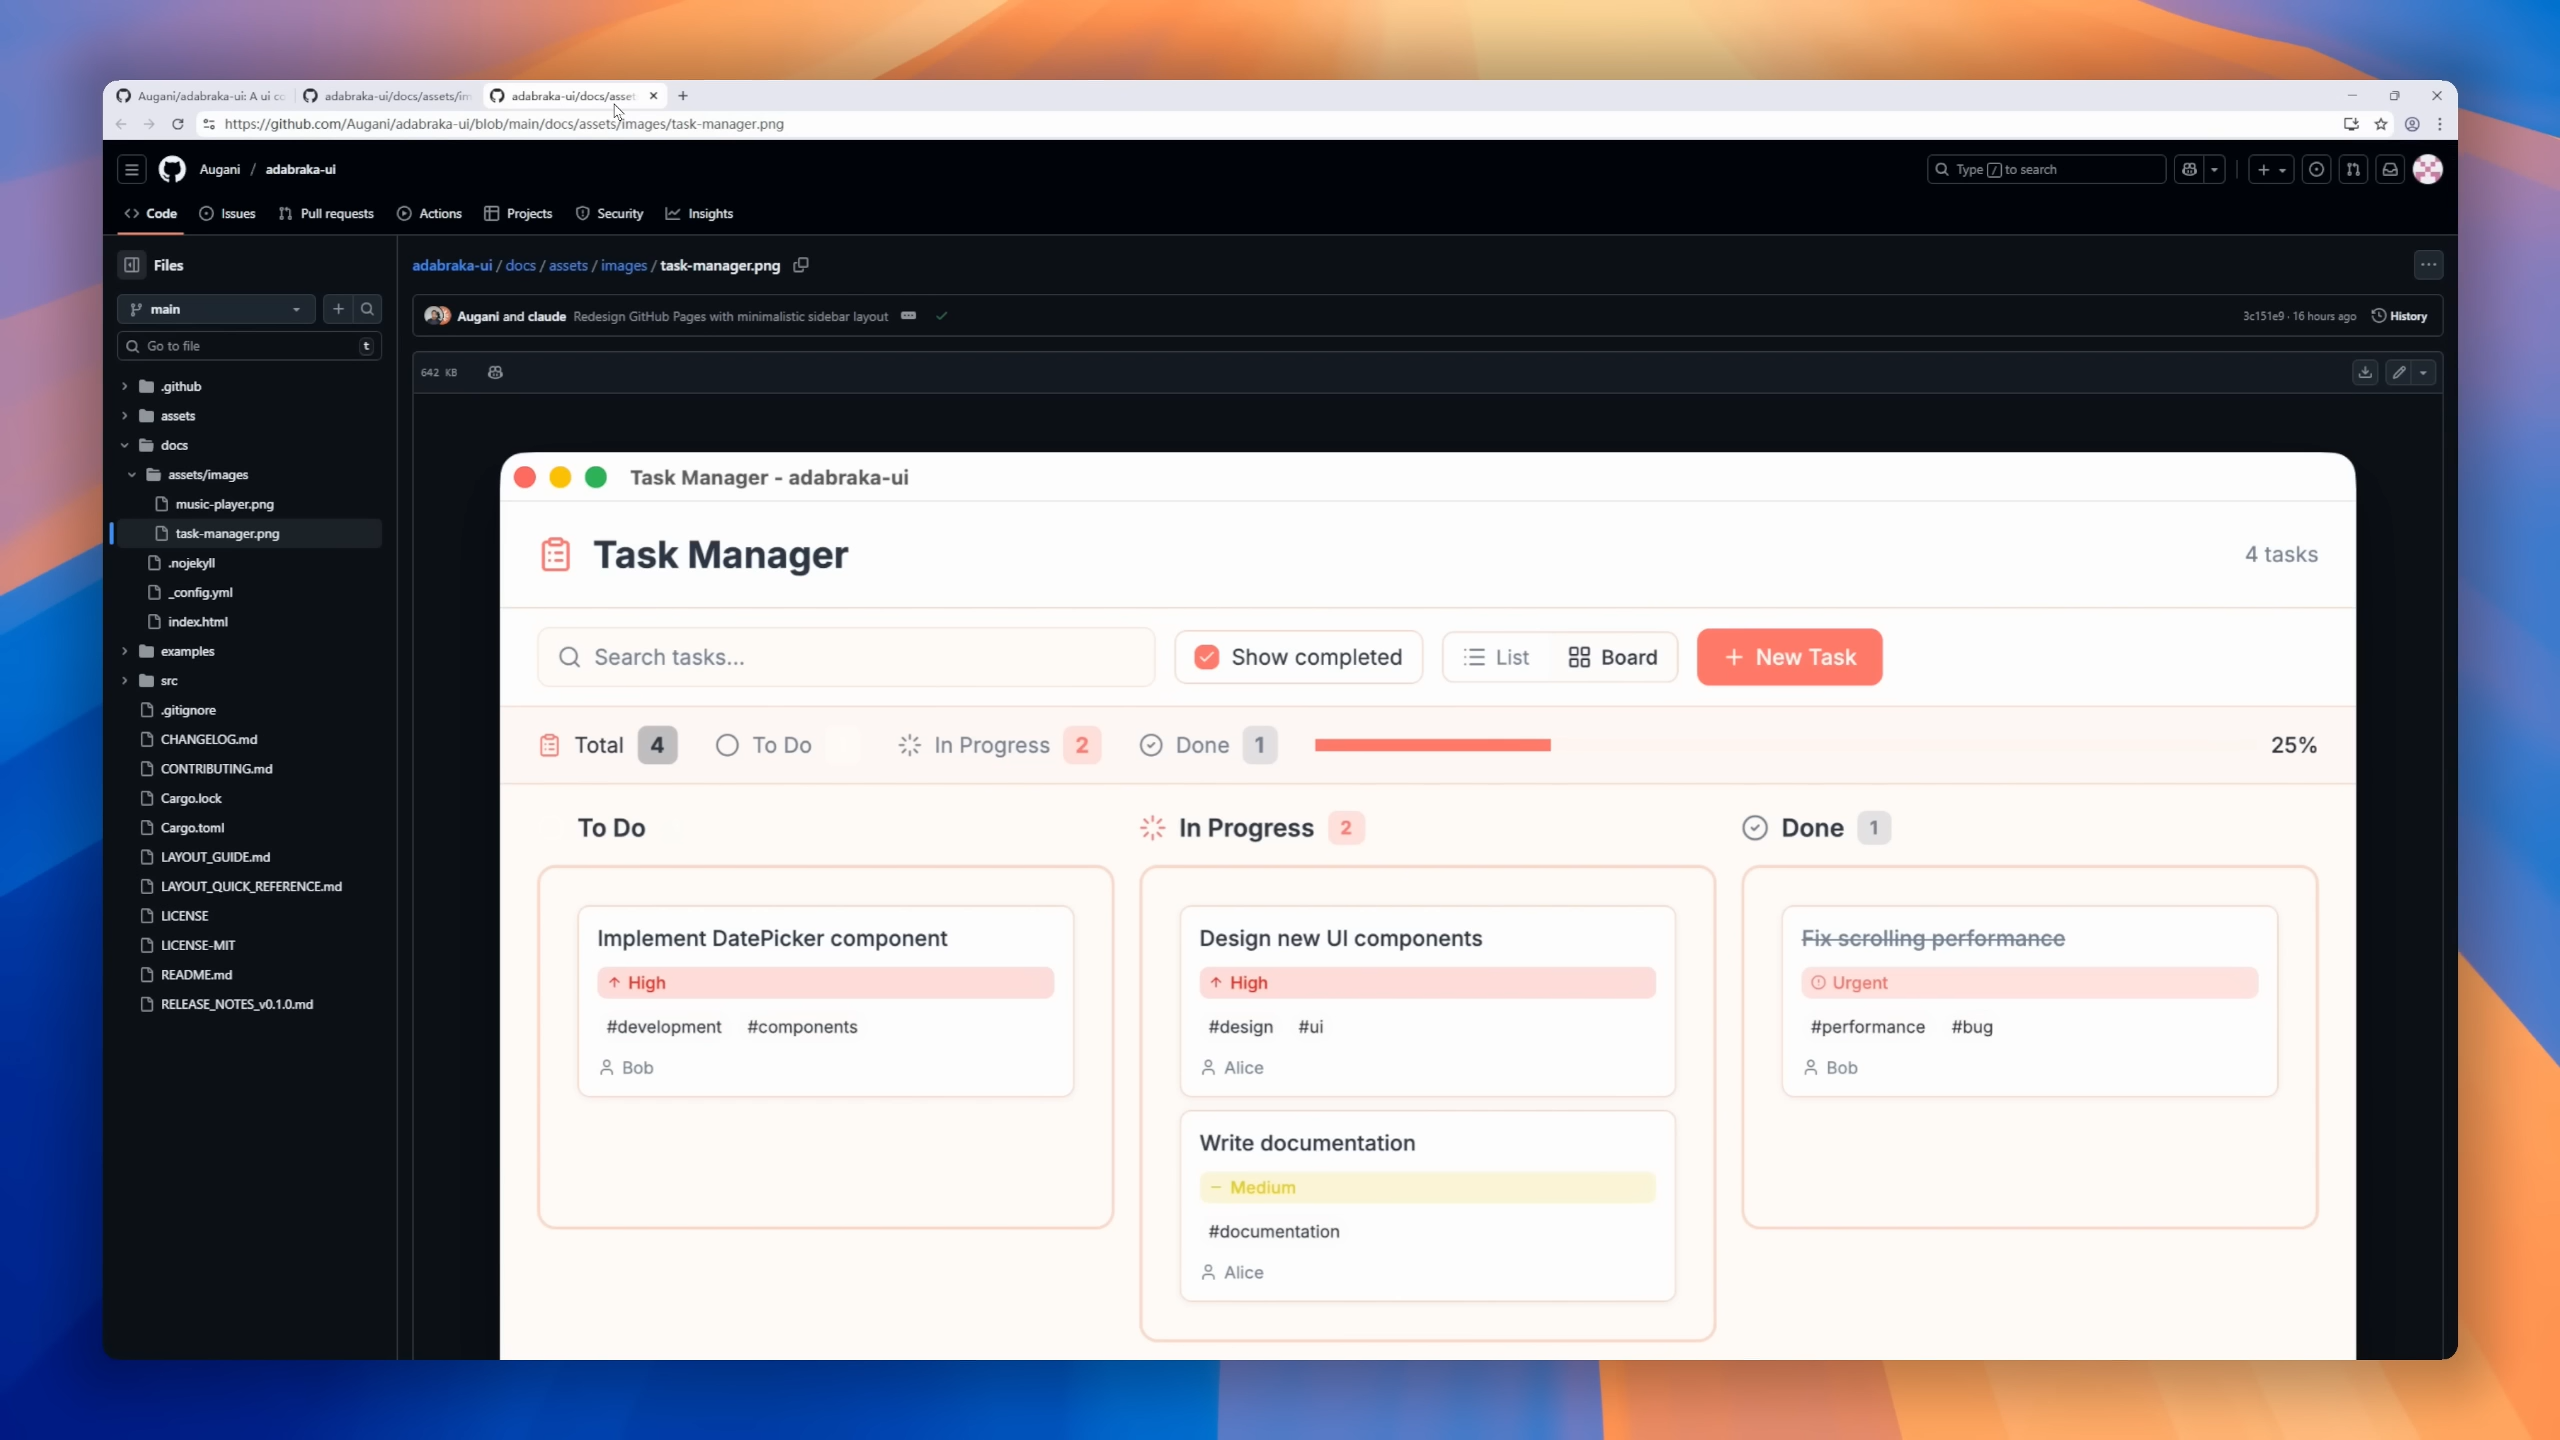 Augani/adabraka-ui: A ui co
adabraka-ui/docs/assets/im
adabraka-ui/docs/asset
https://github.com/Augani/adabraka-ui/blob/main/docs/assets/images/task-manager.png
Augani / adabraka-ui
Type / to search
Code
Issues
Pull requests
Actions
Projects
Security
Insights
Files
main
Go to file
t
.github
assets
docs
assets/images
music-player.png
task-manager.png
.nojekyll
_config.yml
index.html
examples
src
.gitignore
CHANGELOG.md
CONTRIBUTING.md
Cargo.lock
Cargo.toml
LAYOUT_GUIDE.md
LAYOUT_QUICK_REFERENCE.md
LICENSE
LICENSE-MIT
README.md
RELEASE_NOTES_v0.1.0.md
adabraka-ui / docs / assets / images / task-manager.png
Augani and claude Redesign GitHub Pages with minimalistic sidebar layout
3c151e9 · 16 hours ago
History
642 KB
Task Manager - adabraka-ui
Task Manager
4 tasks
Search tasks...
Show completed
List
Board
+ New Task
Total 4
To Do
In Progress 2
Done 1
25%
To Do
Implement DatePicker component
↑ High
#development #components
Bob
In Progress 2
Design new UI components
↑ High
#design #ui
Alice
Write documentation
− Medium
#documentation
Alice
Done 1
Fix scrolling performance
Urgent
#performance #bug
Bob